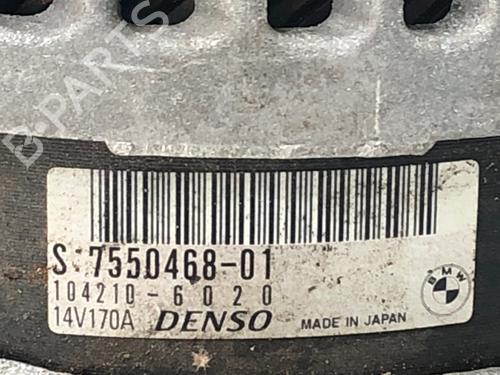 B-PARTS
S 7550468-01
104210-6020
14V170A DENSO MADE IN JAPAN
BMW